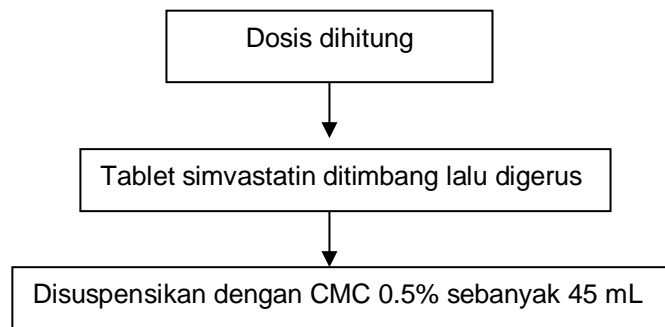 Dosis dihitung
Tablet simvastatin ditimbang lalu digerus
Disuspensikan dengan CMC 0.5% sebanyak 45 mL